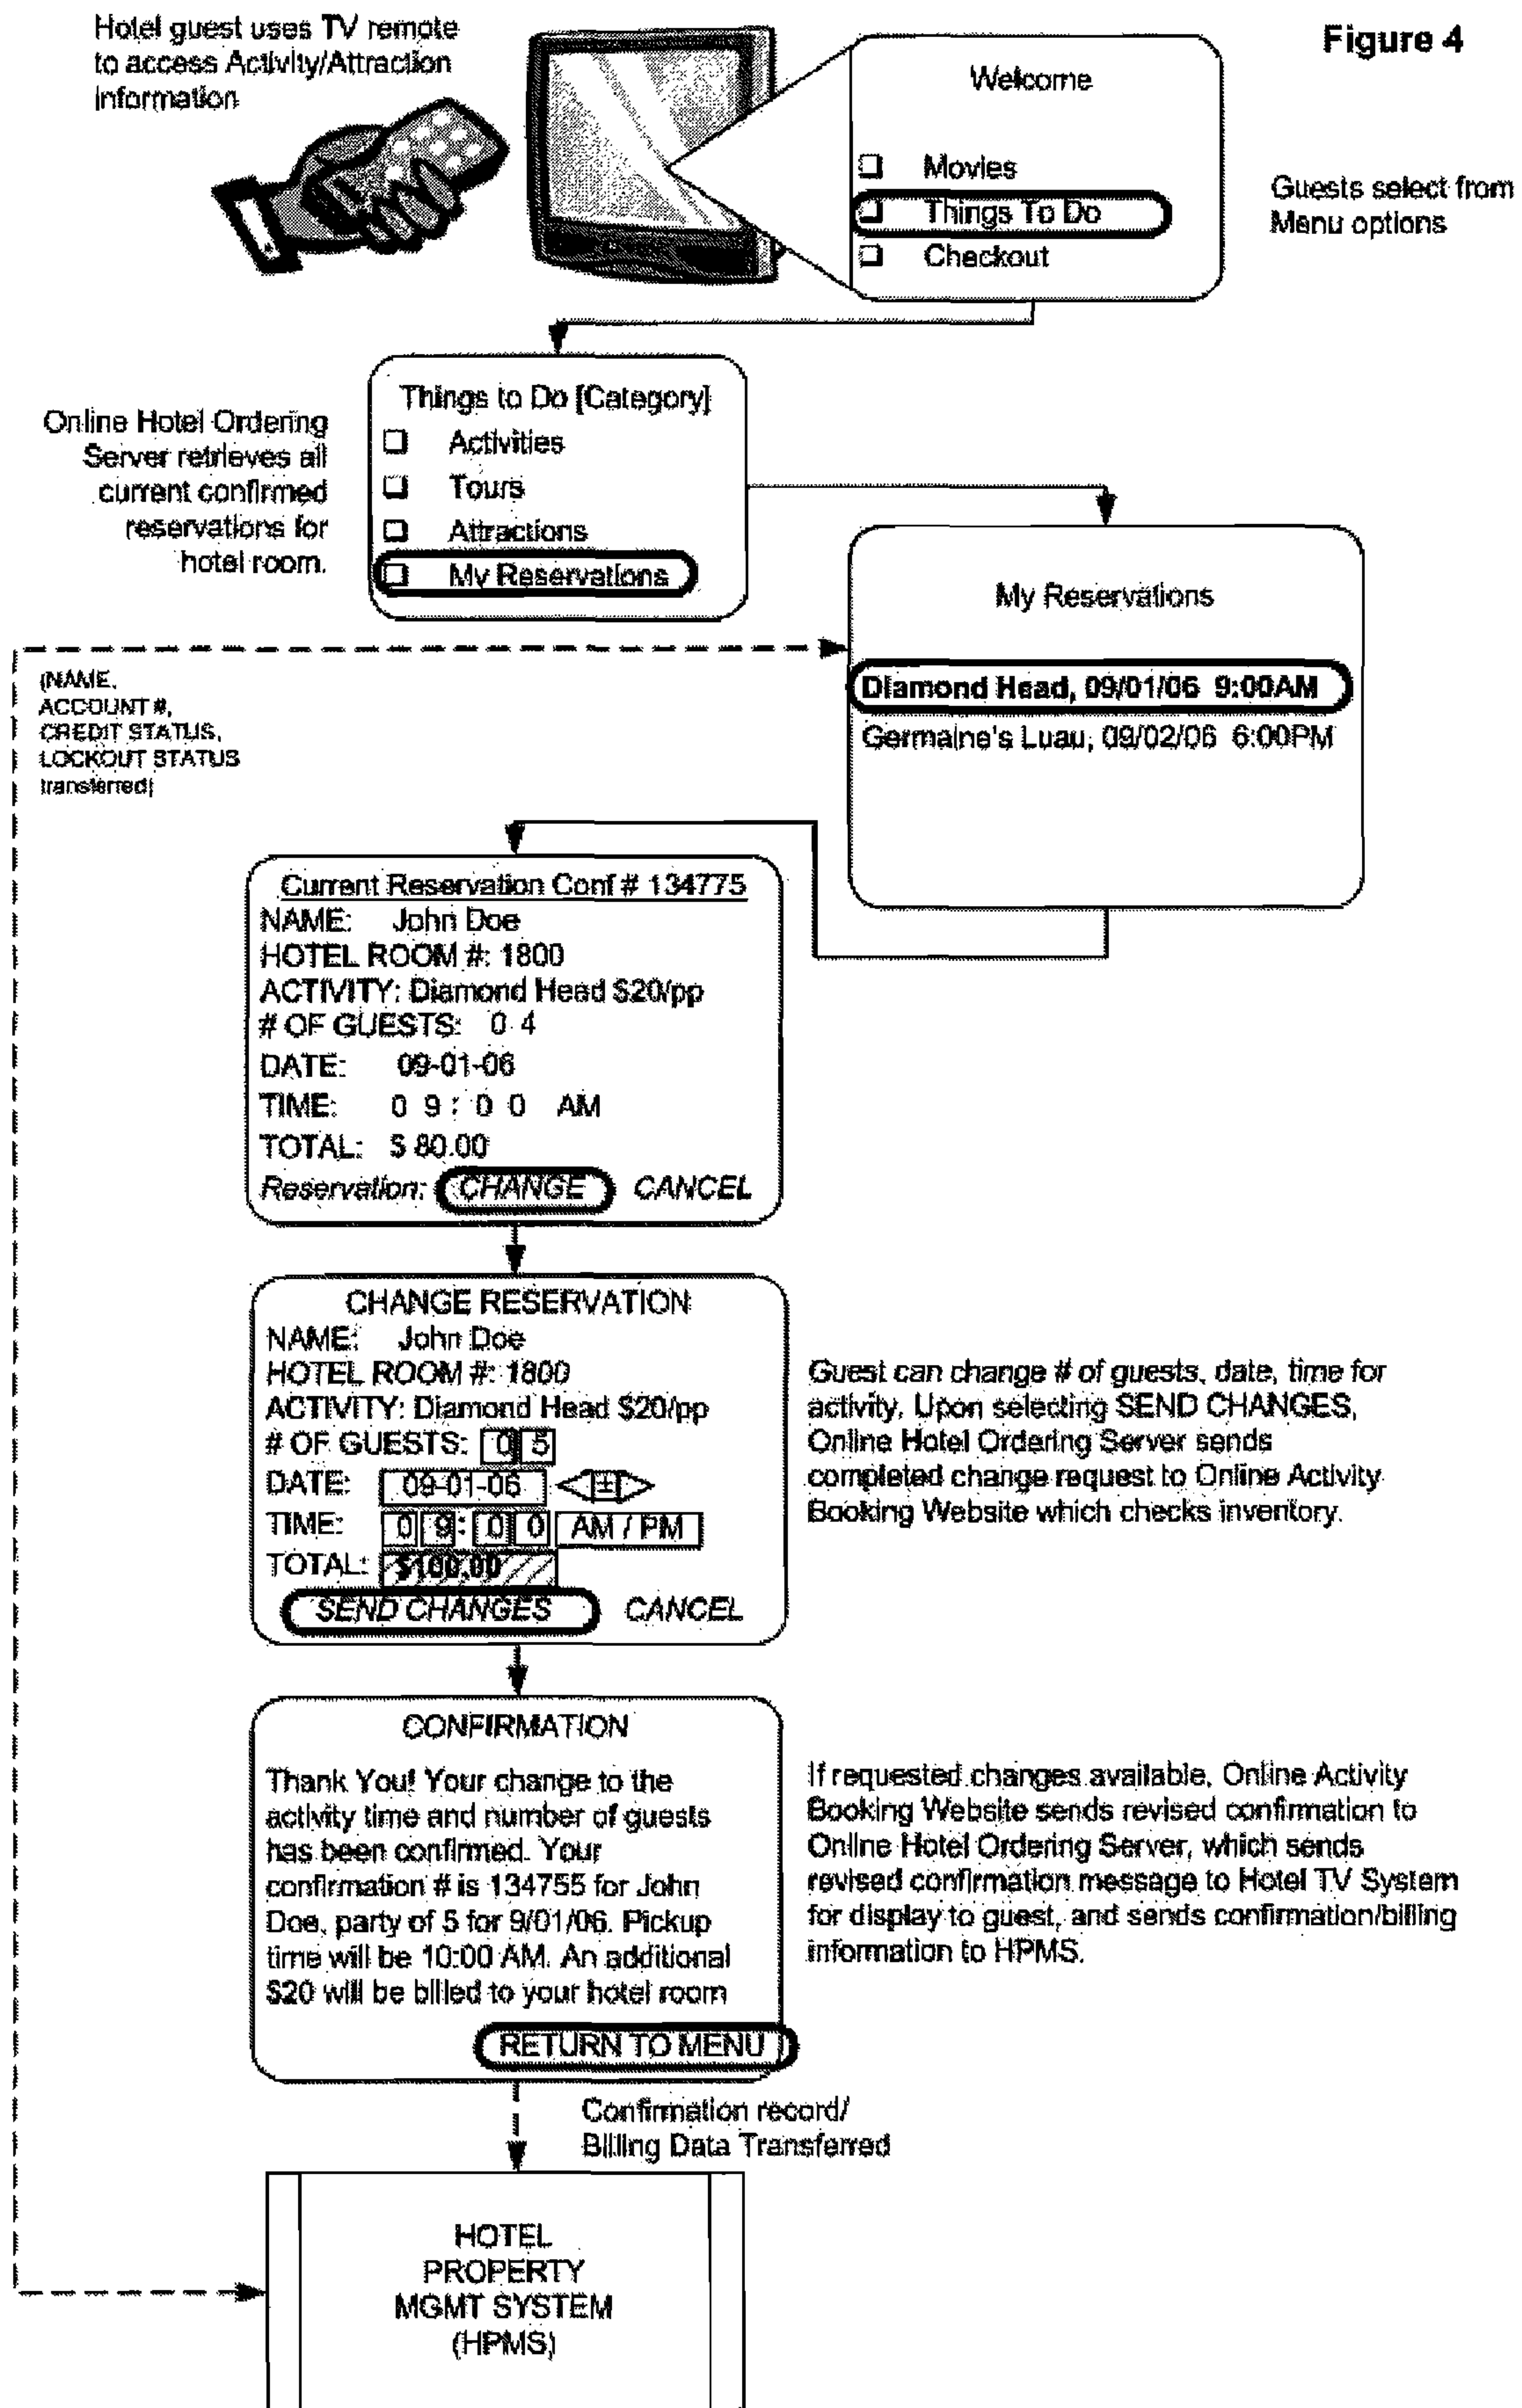 Hotel guest uses TV remote
to access Activity/Attraction
Information
Figure 4
Welcome
Movies
Things To Do
Checkout
Guests select from
Menu options
Things to Do [Category]
Activities
Tours
Attractions
My Reservations
Online Hotel Ordering
Server retrieves all
current confirmed
reservations for
hotel room.
My Reservations
Diamond Head, 09/01/06 9:00AM
Germaine's Luau, 09/02/06 6:00PM
(NAME,
ACCOUNT #,
CREDIT STATUS,
LOCKOUT STATUS
transferred)
Current Reservation Conf # 134775
NAME: John Doe
HOTEL ROOM #: 1800
ACTIVITY: Diamond Head $20/pp
# OF GUESTS: 0 4
DATE: 09-01-06
TIME: 0 9 : 0 0 AM
TOTAL: $ 80.00
Reservation: CHANGE CANCEL
CHANGE RESERVATION
NAME: John Doe
HOTEL ROOM #: 1800
ACTIVITY: Diamond Head $20/pp
# OF GUESTS: 0 5
DATE: 09-01-06 ±
TIME: 0 9 : 0 0 AM / PM
TOTAL: $100.00
SEND CHANGES CANCEL
Guest can change # of guests, date, time for
activity. Upon selecting SEND CHANGES,
Online Hotel Ordering Server sends
completed change request to Online Activity
Booking Website which checks inventory.
CONFIRMATION
Thank You! Your change to the
activity time and number of guests
has been confirmed. Your
confirmation # is 134755 for John
Doe, party of 5 for 9/01/06. Pickup
time will be 10:00 AM. An additional
$20 will be billed to your hotel room
RETURN TO MENU
If requested changes available, Online Activity
Booking Website sends revised confirmation to
Online Hotel Ordering Server, which sends
revised confirmation message to Hotel TV System
for display to guest, and sends confirmation/billing
information to HPMS.
Confirmation record/
Billing Data Transferred
HOTEL
PROPERTY
MGMT SYSTEM
(HPMS)